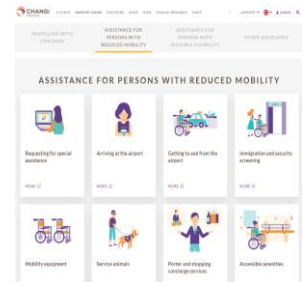 CHANGI
FLIGHTS AIRPORT GUIDE DISCOVER SHOP DINE CHANGI REWARDS
LOGIN
TRAVELLING WITH
CHILDREN
ASSISTANCE FOR
PERSONS WITH
REDUCED MOBILITY
ASSISTANCE FOR
PERSONS WITH
INVISIBLE DISABILITY
OTHER ASSISTANCE
ASSISTANCE FOR PERSONS WITH REDUCED MOBILITY
Requesting for special
assistance
MORE
Arriving at the airport
MORE
Getting to and from the
airport
MORE
Immigration and security
screening
MORE
Mobility equipment
Service animals
Porter and shopping
concierge services
Accessible amenities